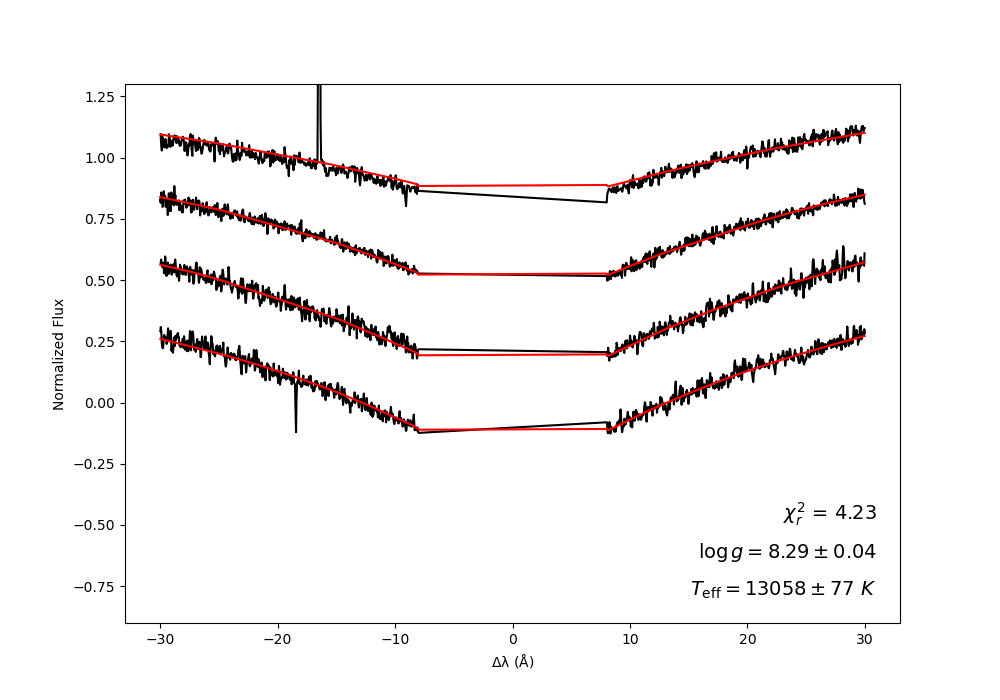 1.25
1.00
0.75
0.50
0.25
0.00
−0.25
−0.50
−0.75
Normalized Flux
χ²ᵣ = 4.23
log g = 8.29 ± 0.04
T_eff = 13058 ± 77 K
−30 −20 −10 0 10 20 30
Δλ (Å)